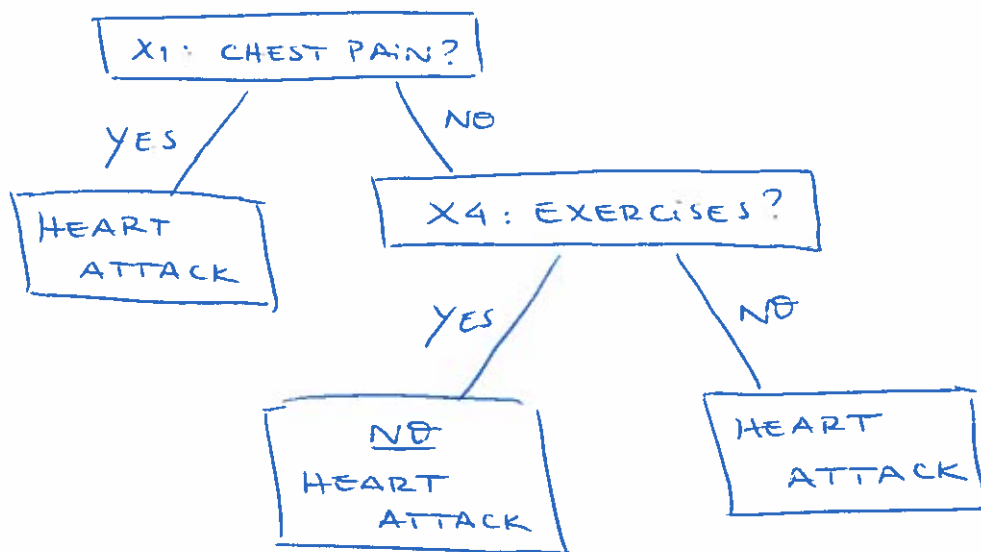 X1: CHEST PAIN?
YES
NO
HEART
ATTACK
X4: EXERCISES?
YES
NO
NO
HEART
ATTACK
HEART
ATTACK